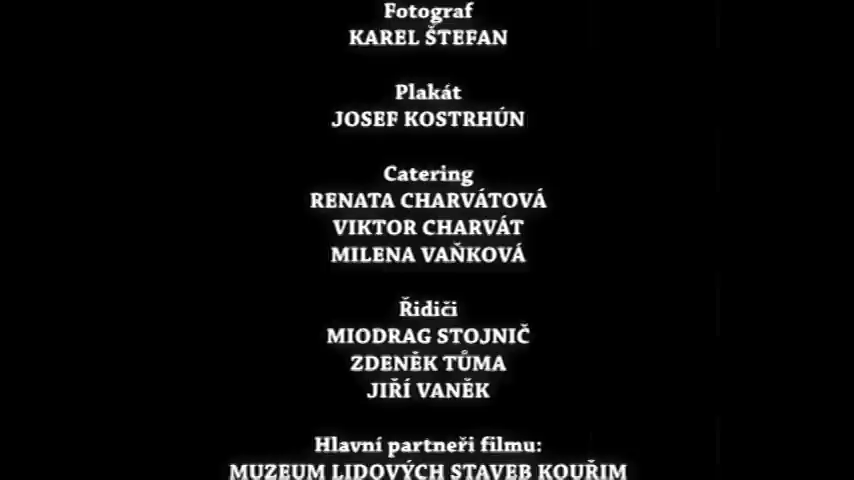 Fotograf
KAREL ŠTEFAN
Plakát
JOSEF KOSTRHÚN
Catering
RENATA CHARVÁTOVÁ
VIKTOR CHARVÁT
MILENA VAŇKOVÁ
Řidiči
MIODRAG STOJNIČ
ZDENĚK TŮMA
JIŘÍ VANĚK
Hlavní partneři filmu:
MUZEUM LIDOVÝCH STAVEB KOUŘIM